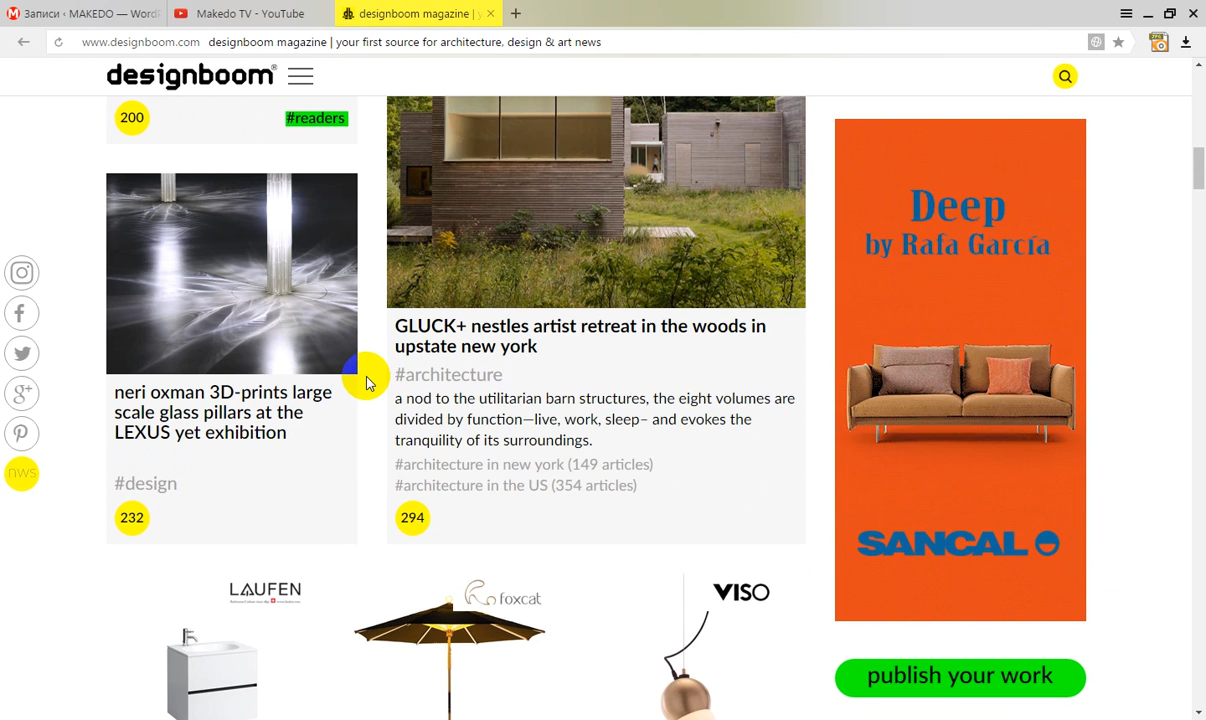 Записи ‹ MAKEDO — Word
Makedo TV - YouTube
designboom magazine | y
www.designboom.com designboom magazine | your first source for architecture, design & art news
designboom®
200
#readers
neri oxman 3D-prints large
scale glass pillars at the
LEXUS yet exhibition
#design
232
GLUCK+ nestles artist retreat in the woods in
upstate new york
#architecture
a nod to the utilitarian barn structures, the eight volumes are
divided by function—live, work, sleep– and evokes the
tranquility of its surroundings.
#architecture in new york (149 articles)
#architecture in the US (354 articles)
294
Deep
by Rafa García
SANCAL
nws
LAUFEN
foxcat
VISO
publish your work